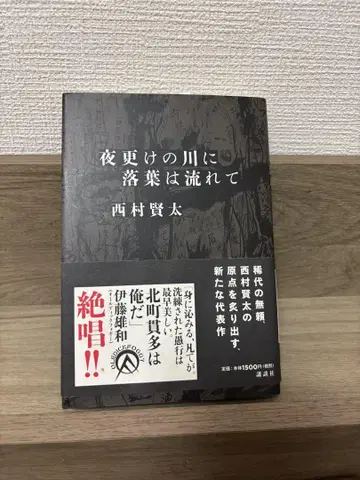 夜更けの川に
落葉は流れて
西村賢太
稀代の無頼、
西村賢太の
原点を炙り出す、
新たな代表作
定価：本体1500円（税別）
講談社
「身に沁みる、凡てが。
洗練された愚行は
最早美しい。
北町貫多は
俺だ」
伊藤雄和
絶唱!!